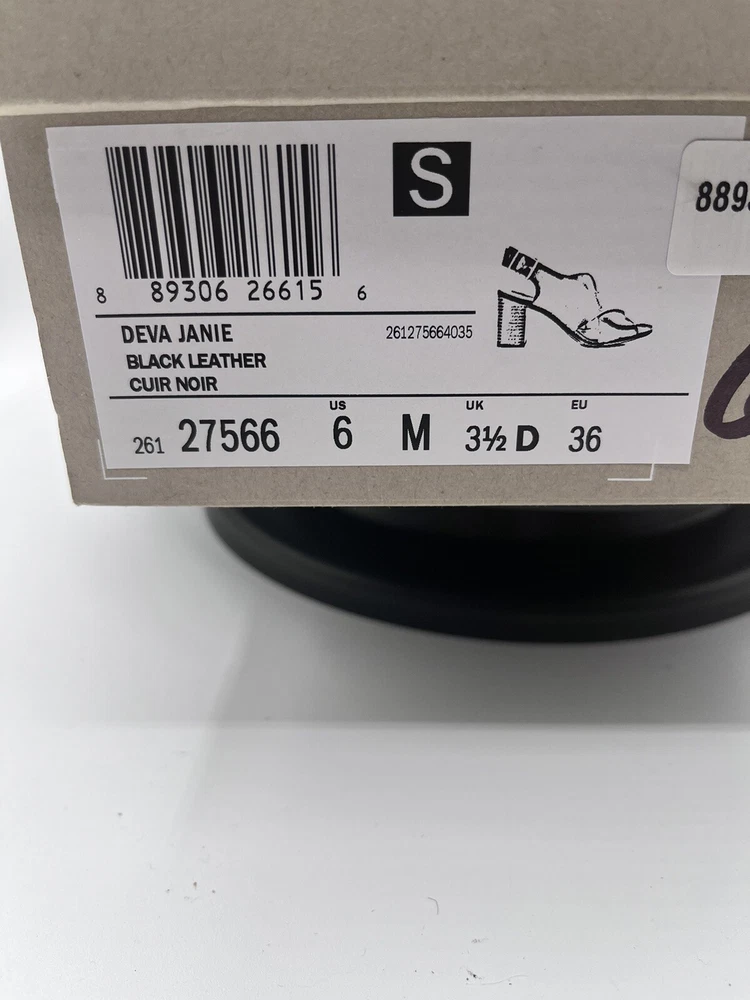 S
889
8 89306 26615 6
DEVA JANIE 261275664035
BLACK LEATHER
CUIR NOIR
US UK EU
261 27566 6 M 3½ D 36